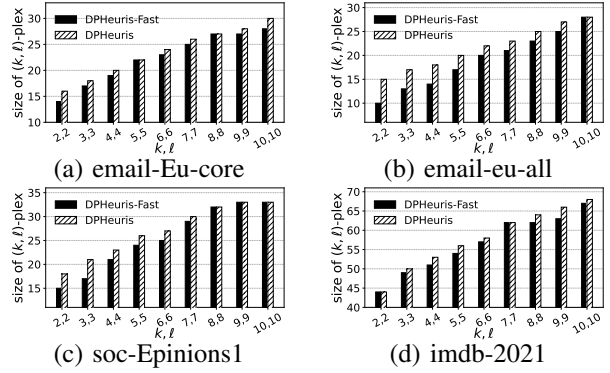 size of (k, ℓ)-plex
30
25
20
15
10
DPHeuris-Fast
DPHeuris
2,2 3,3 4,4 5,5 6,6 7,7 8,8 9,9 10,10
k, ℓ
(a) email-Eu-core
size of (k, ℓ)-plex
30
25
20
15
10
DPHeuris-Fast
DPHeuris
2,2 3,3 4,4 5,5 6,6 7,7 8,8 9,9 10,10
k, ℓ
(b) email-eu-all
size of (k, ℓ)-plex
35
30
25
20
15
DPHeuris-Fast
DPHeuris
2,2 3,3 4,4 5,5 6,6 7,7 8,8 9,9 10,10
k, ℓ
(c) soc-Epinions1
size of (k, ℓ)-plex
70
65
60
55
50
45
40
DPHeuris-Fast
DPHeuris
2,2 3,3 4,4 5,5 6,6 7,7 8,8 9,9 10,10
k, ℓ
(d) imdb-2021